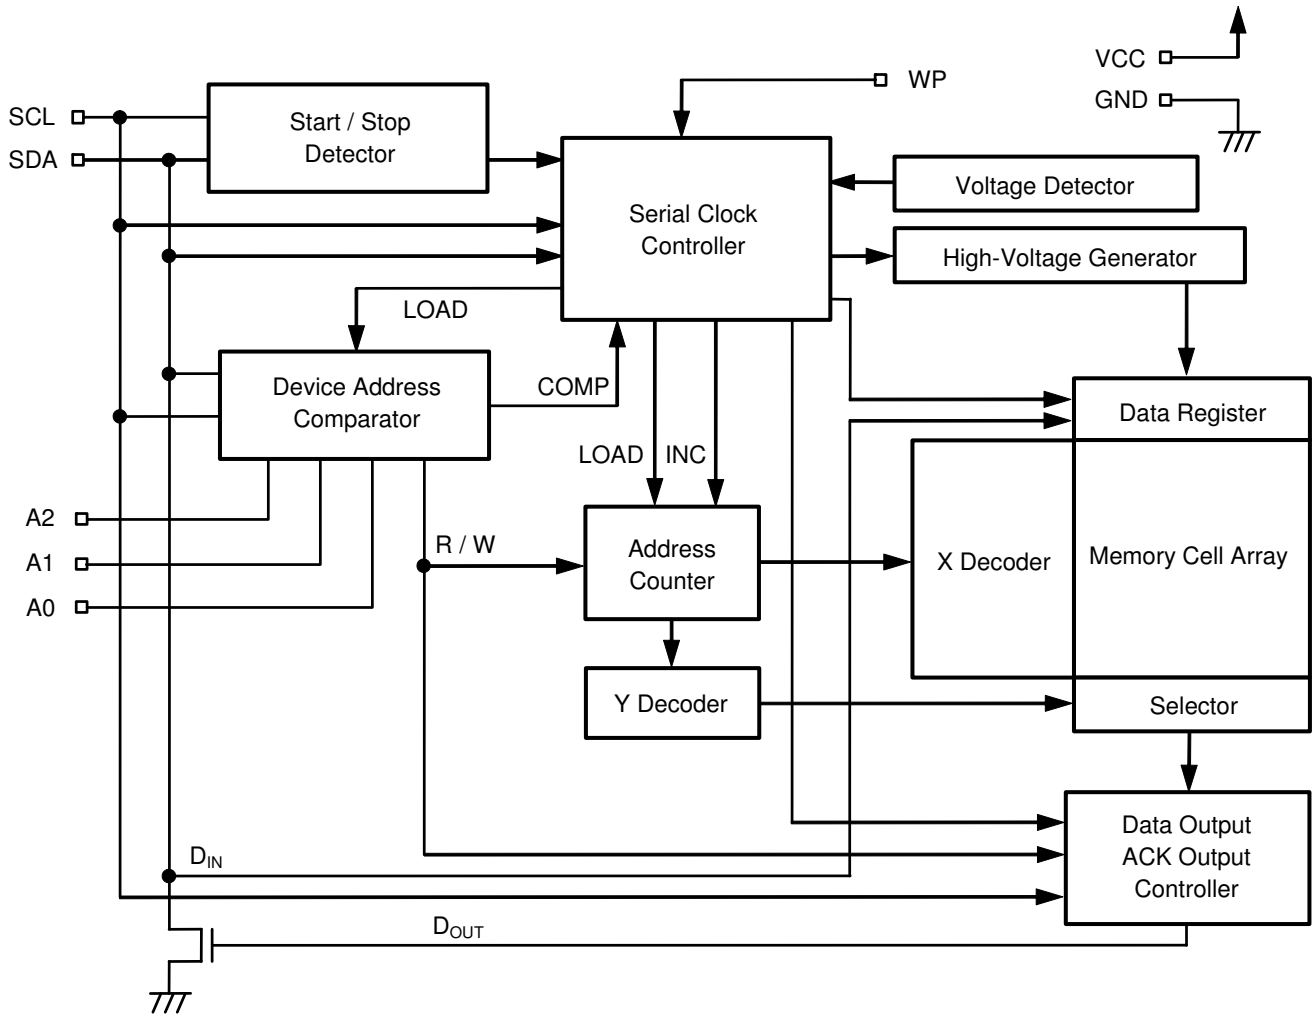 VCC
WP
GND
SCL
Start / Stop
Detector
SDA
Voltage Detector
Serial Clock
Controller
High-Voltage Generator
LOAD
Device Address
Comparator
COMP
Data Register
LOAD
INC
A2
R / W
Address
Counter
X Decoder
Memory Cell Array
A1
A0
Y Decoder
Selector
Data Output
ACK Output
Controller
DIN
DOUT